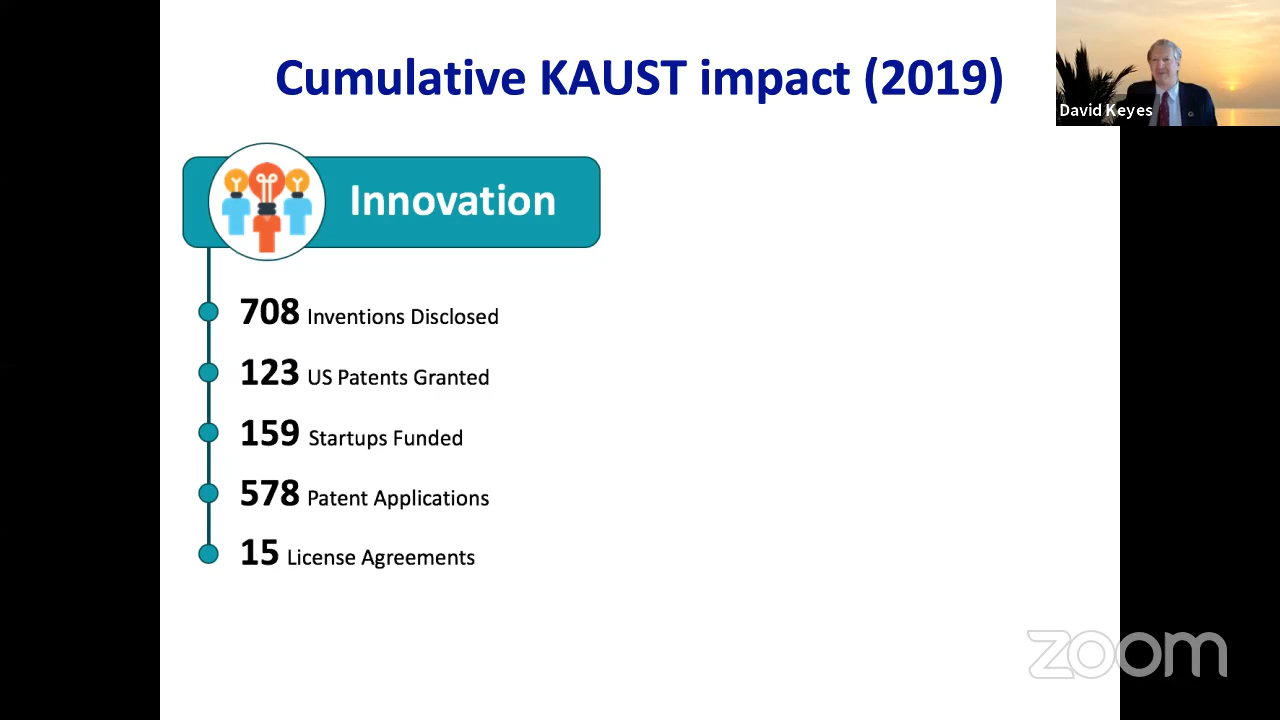 Cumulative KAUST impact (2019)
David Keyes
Innovation
708 Inventions Disclosed
123 US Patents Granted
159 Startups Funded
578 Patent Applications
15 License Agreements
zoom